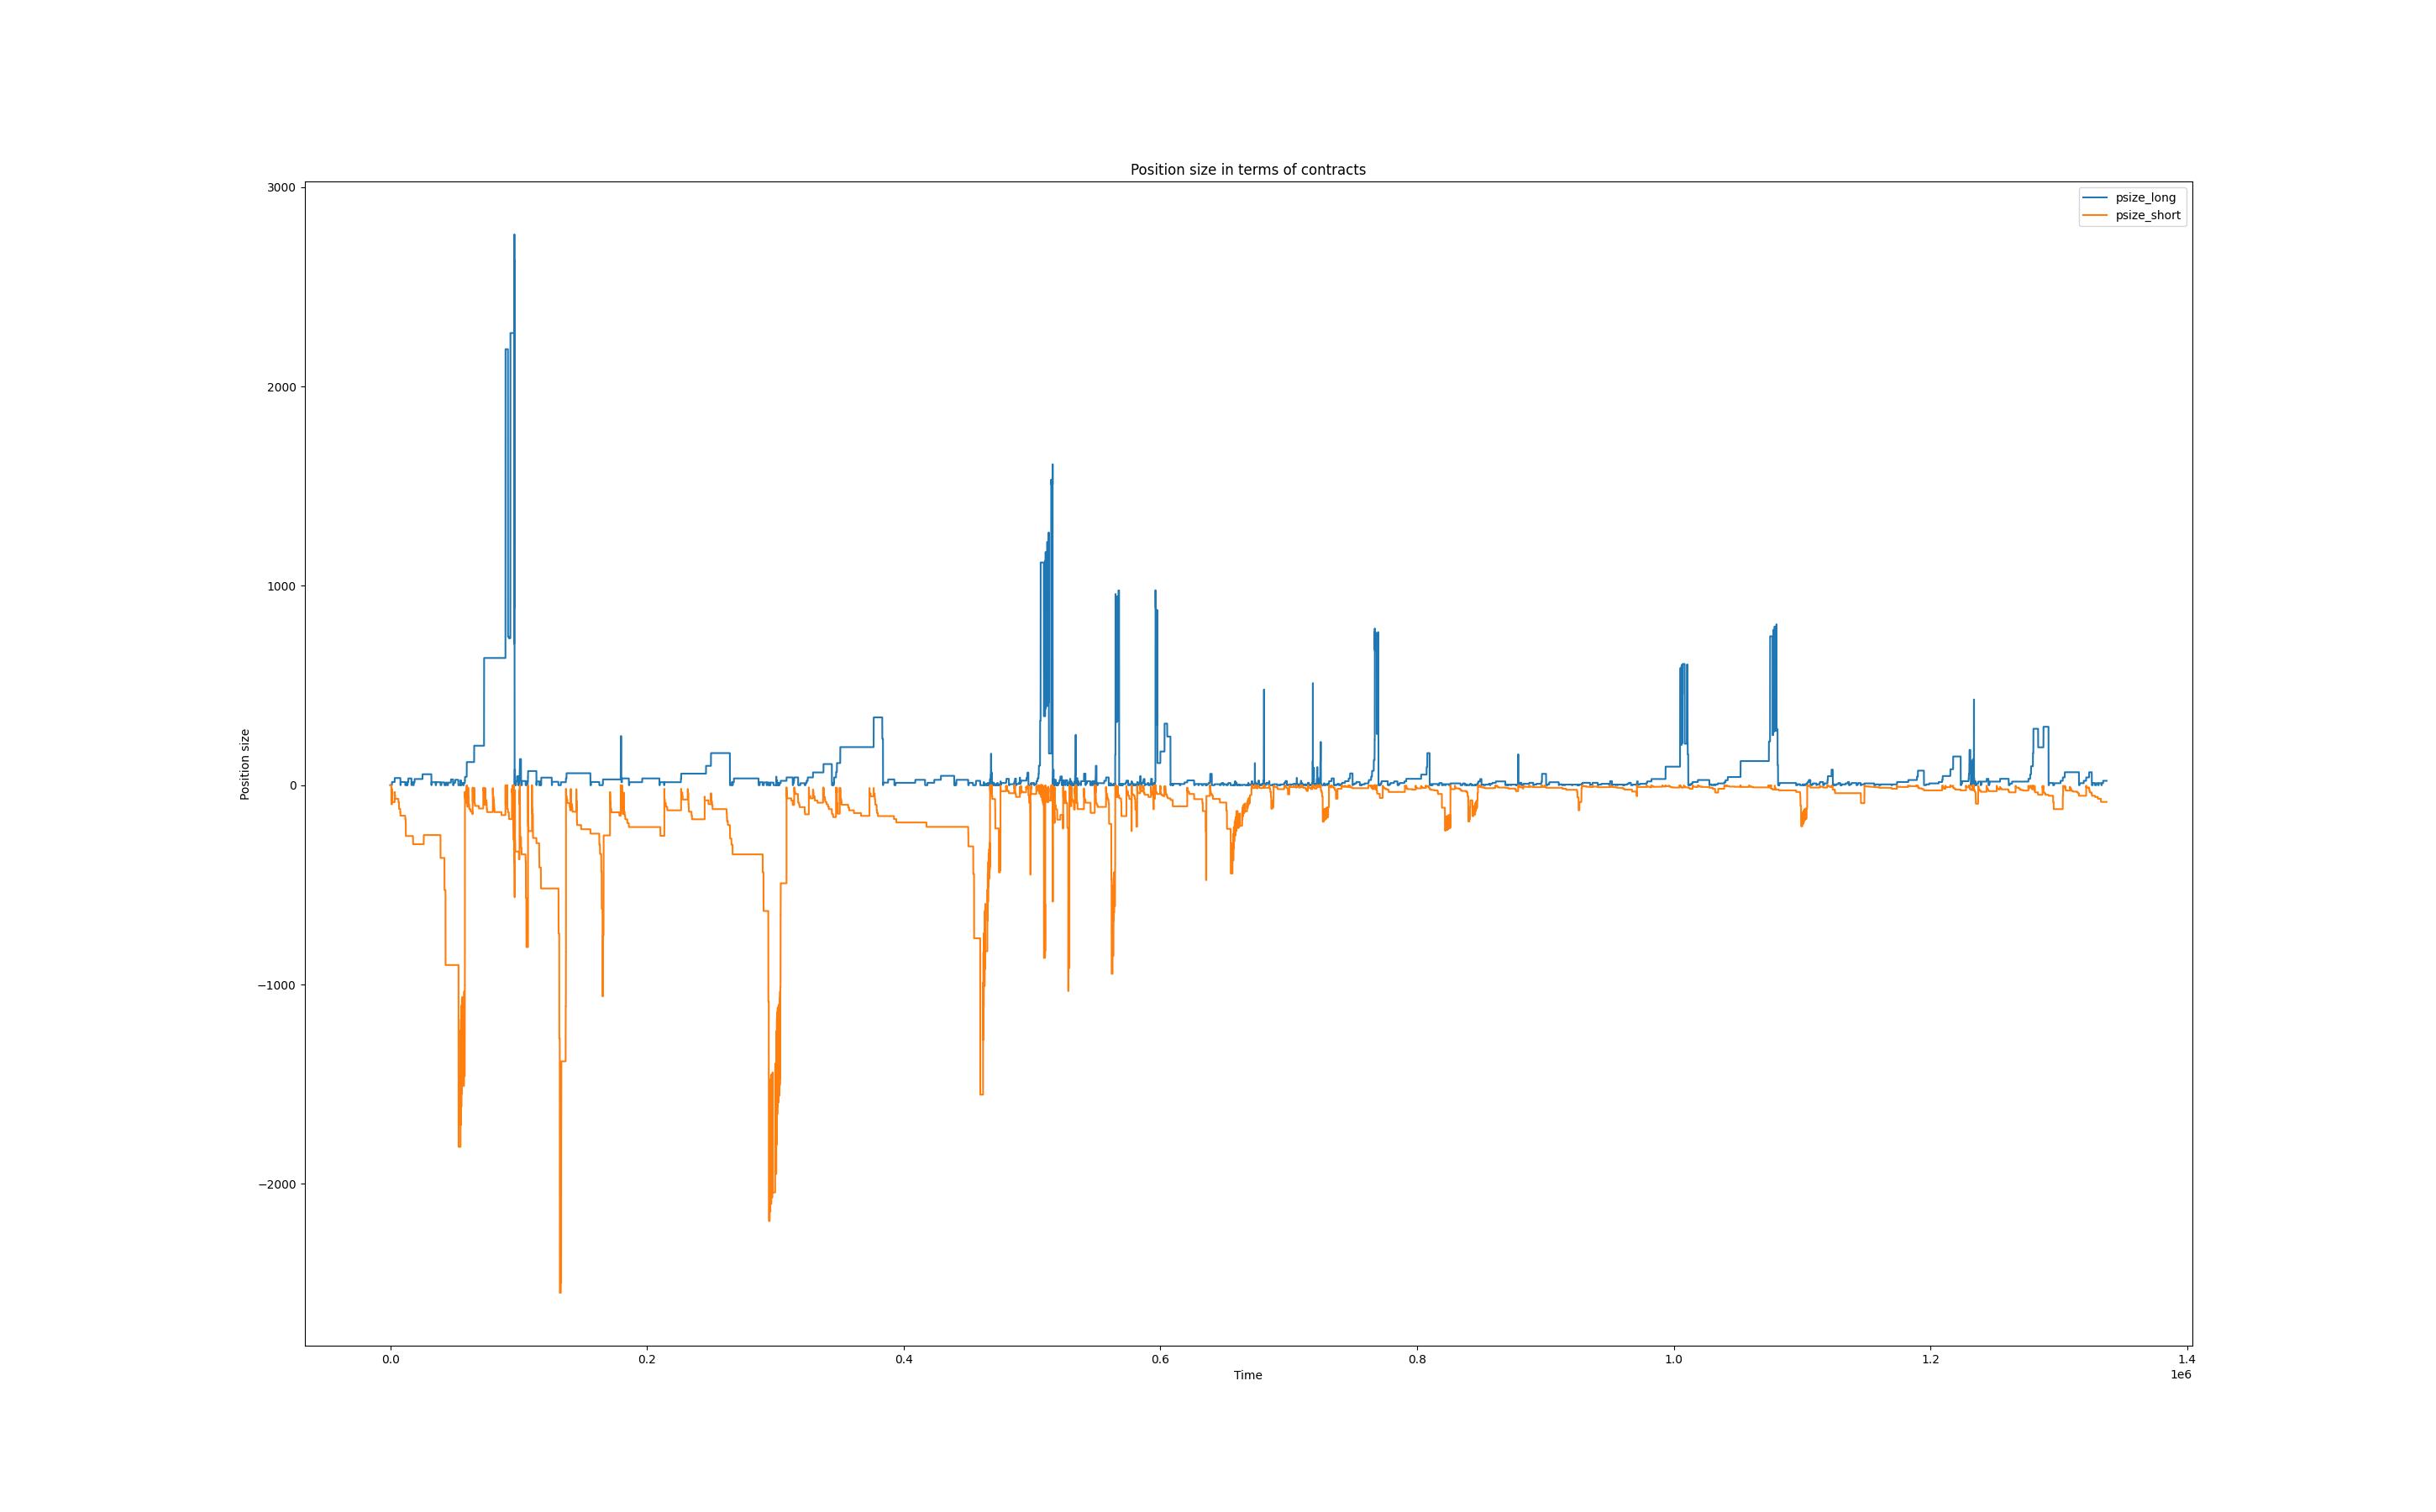 Position size in terms of contracts
psize_long
psize_short
3000
2000
1000
0
−1000
−2000
Position size
0.0
0.2
0.4
0.6
0.8
1.0
1.2
1.4
Time
1e6